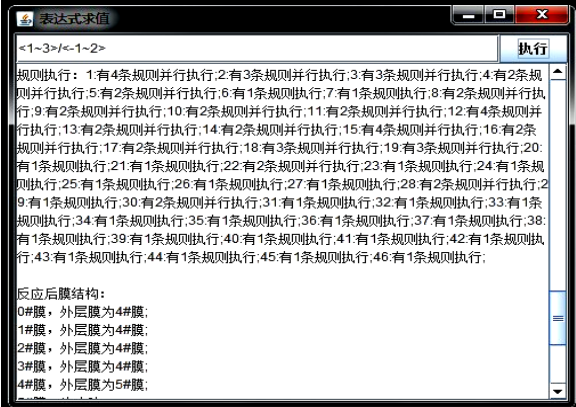 表达式求值
<1~3>/<-1~2>
执行
规则执行：1:有4条规则并行执行;2:有3条规则并行执行;3:有3条规则并行执行;4:有2条规
则并行执行;5:有2条规则并行执行;6:有1条规则执行;7:有1条规则执行;8:有2条规则并行执
行;9:有2条规则并行执行;10:有2条规则并行执行;11:有2条规则并行执行;12:有4条规则并
行执行;13:有2条规则并行执行;14:有2条规则并行执行;15:有4条规则并行执行;16:有2条
规则并行执行;17:有2条规则并行执行;18:有3条规则并行执行;19:有3条规则并行执行;20:
有1条规则执行;21:有1条规则执行;22:有2条规则并行执行;23:有1条规则执行;24:有1条规
则执行;25:有1条规则执行;26:有1条规则执行;27:有1条规则执行;28:有2条规则并行执行;2
9:有1条规则执行;30:有2条规则并行执行;31:有1条规则执行;32:有1条规则执行;33:有1条
规则执行;34:有1条规则执行;35:有1条规则执行;36:有1条规则执行;37:有1条规则执行;38:
有1条规则执行;39:有1条规则执行;40:有1条规则执行;41:有1条规则执行;42:有1条规则执
行;43:有1条规则执行;44:有1条规则执行;45:有1条规则执行;46:有1条规则执行;
反应后膜结构：
0#膜，外层膜为4#膜;
1#膜，外层膜为4#膜;
2#膜，外层膜为4#膜;
3#膜，外层膜为4#膜;
4#膜，外层膜为5#膜;